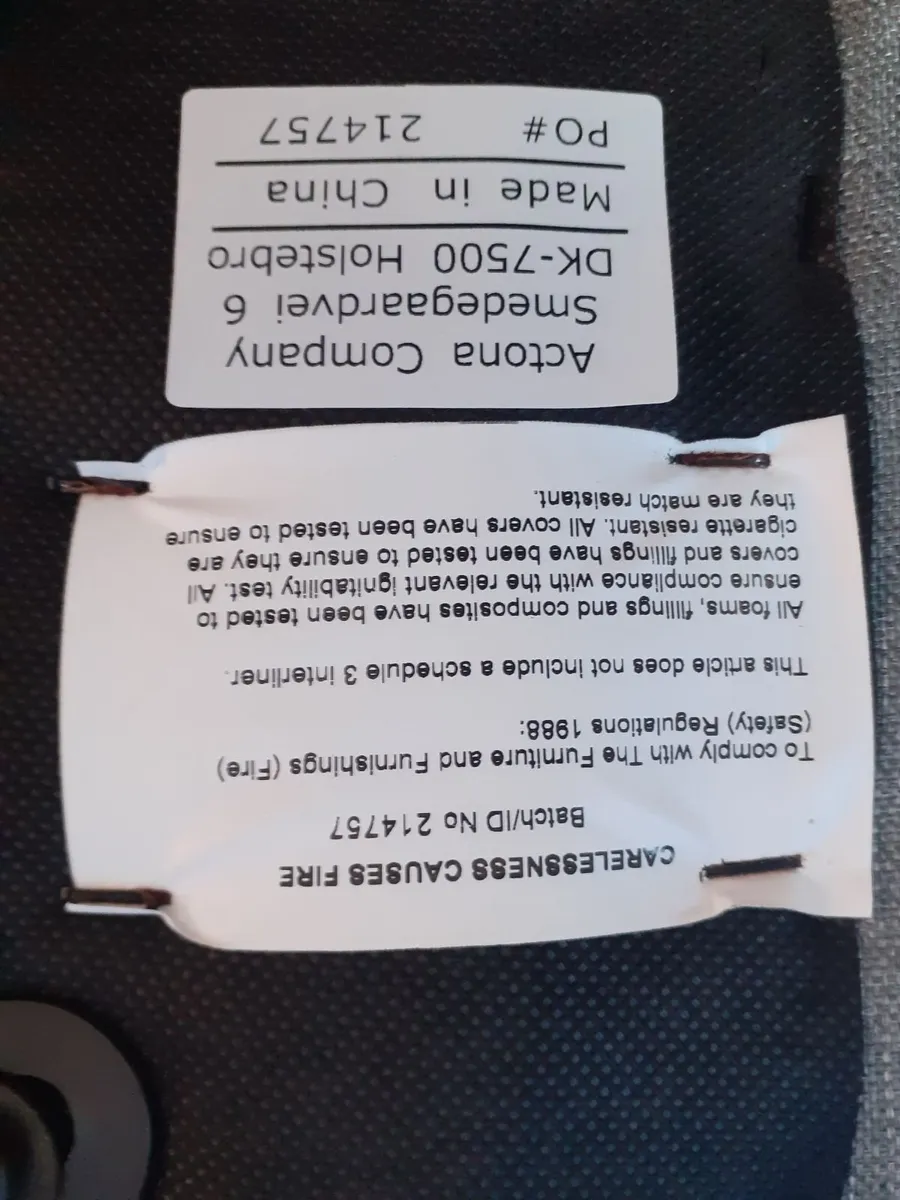 CARELESSNESS CAUSES FIRE
Batch/ID No 214757
To comply with The Furniture and Furnishings (Fire)
(Safety) Regulations 1988:
This article does not include a schedule 3 interliner.
All foams, fillings and composites have been tested to
ensure compliance with the relevant ignitability test. All
covers and fillings have been tested to ensure they are
cigarette resistant. All covers have been tested to ensure
they are match resistant.
Actona Company
Smedegaardvei 6
DK-7500 Holstebro
Made in China
PO# 214757